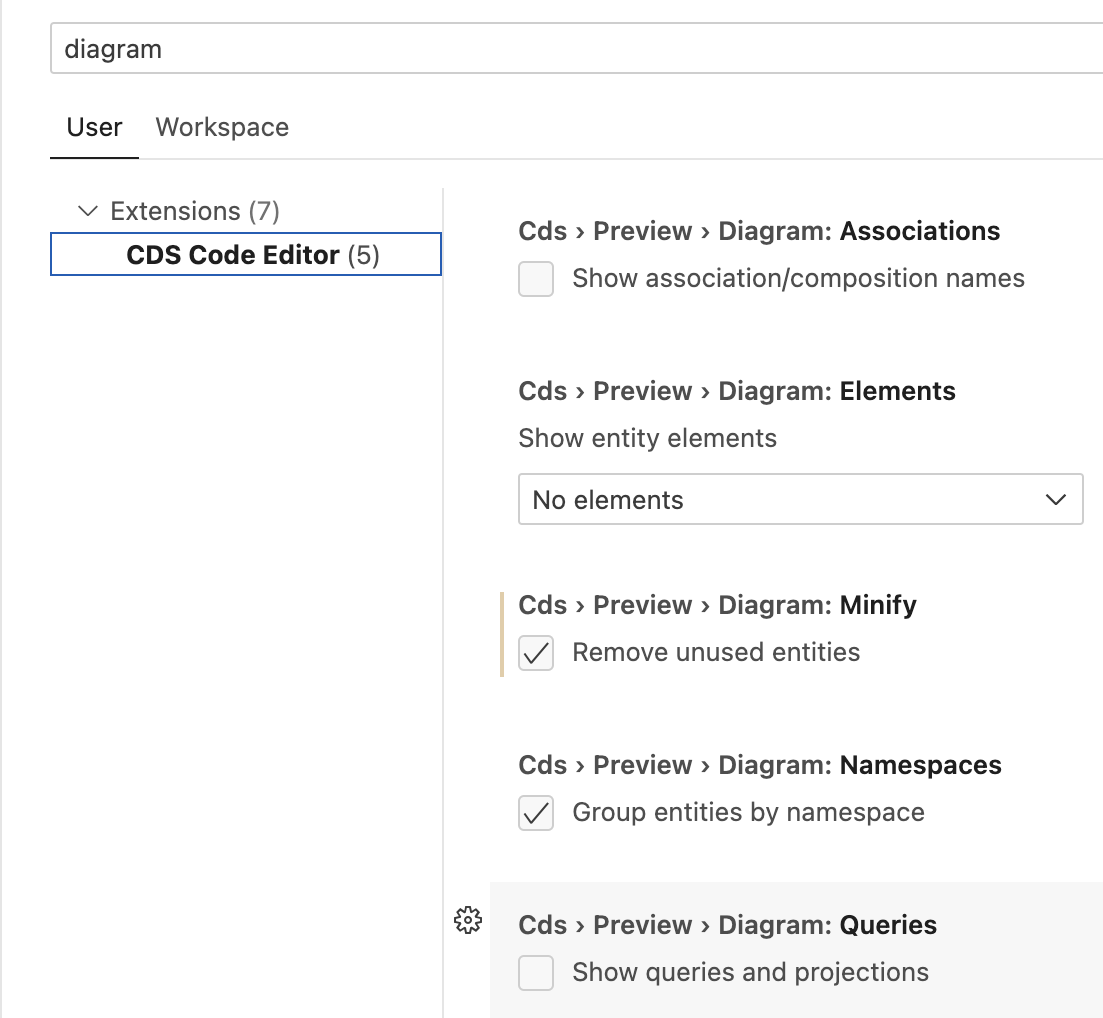 diagram
User Workspace
Extensions (7)
CDS Code Editor (5)
Cds › Preview › Diagram: Associations
Show association/composition names
Cds › Preview › Diagram: Elements
Show entity elements
No elements
Cds › Preview › Diagram: Minify
Remove unused entities
Cds › Preview › Diagram: Namespaces
Group entities by namespace
Cds › Preview › Diagram: Queries
Show queries and projections